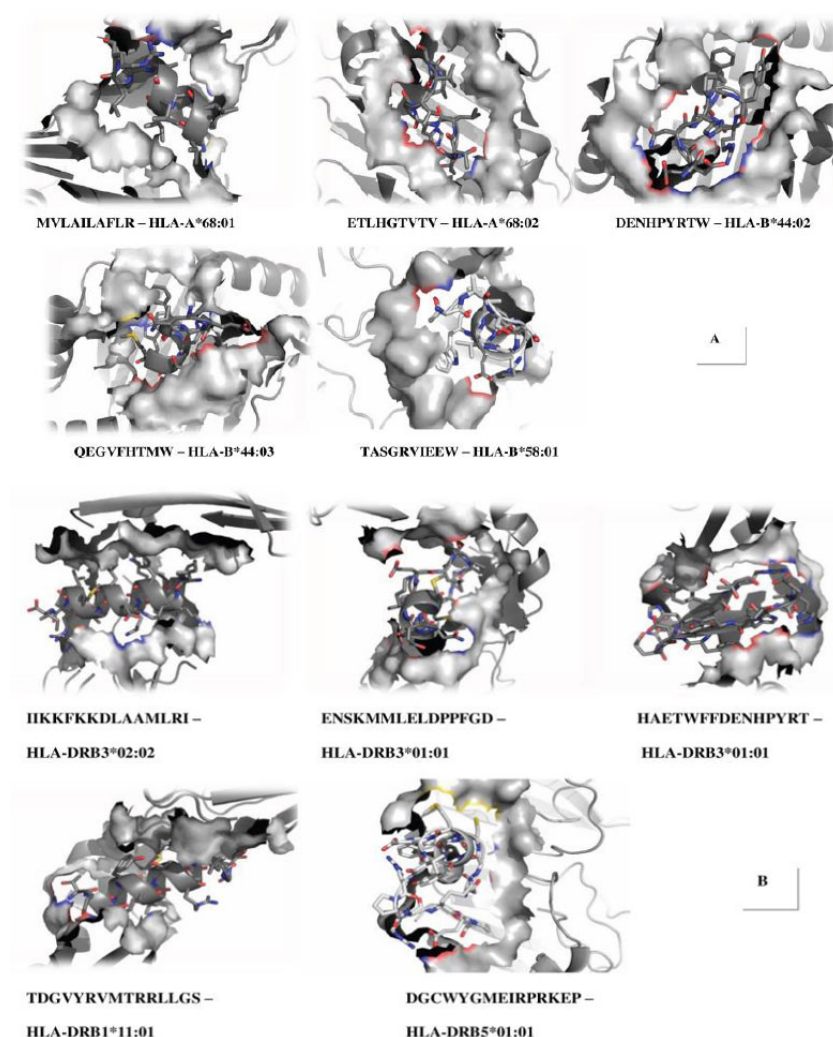 MVLAILAFLR – HLA-A*68:01
ETLHGTVTV – HLA-A*68:02
DENHPYRTW – HLA-B*44:02
QEGVFHTMW – HLA-B*44:03
TASGRVIEEW – HLA-B*58:01
A
IIKKFKKDLAAMLRI –
HLA-DRB3*02:02
ENSKMMLELDPPFGD –
HLA-DRB3*01:01
HAETWFFDENHPYRT –
HLA-DRB3*01:01
B
TDGVYRVMTRRLLGS –
HLA-DRB1*11:01
DGCWYGMEIRPRKEP –
HLA-DRB5*01:01